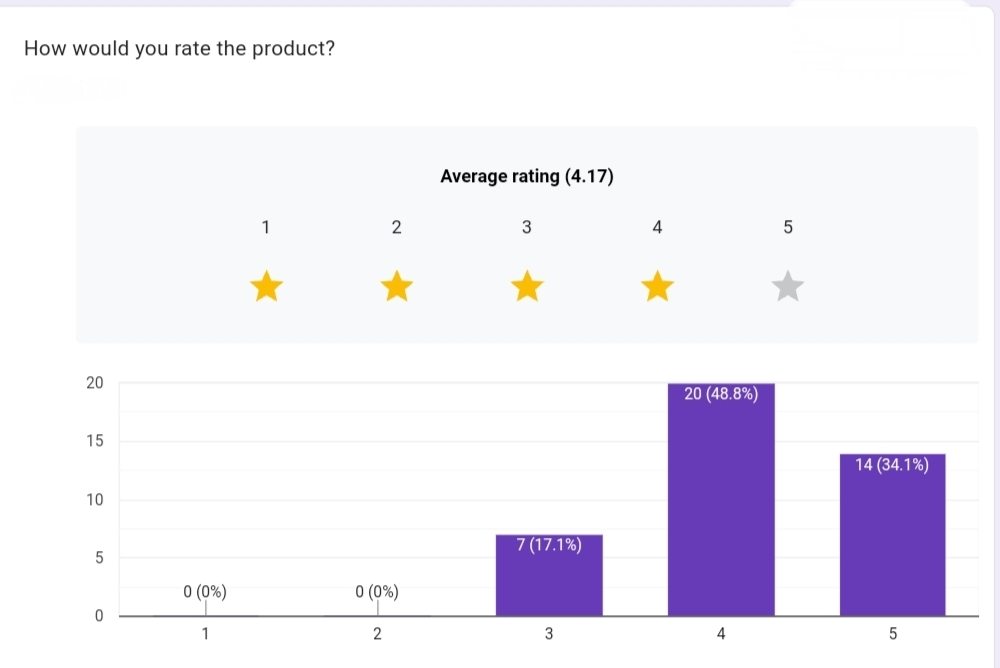 How would you rate the product?
Average rating (4.17)
1 2 3 4 5
20
15
10
5
0
0 (0%) 0 (0%) 7 (17.1%) 20 (48.8%) 14 (34.1%)
1 2 3 4 5